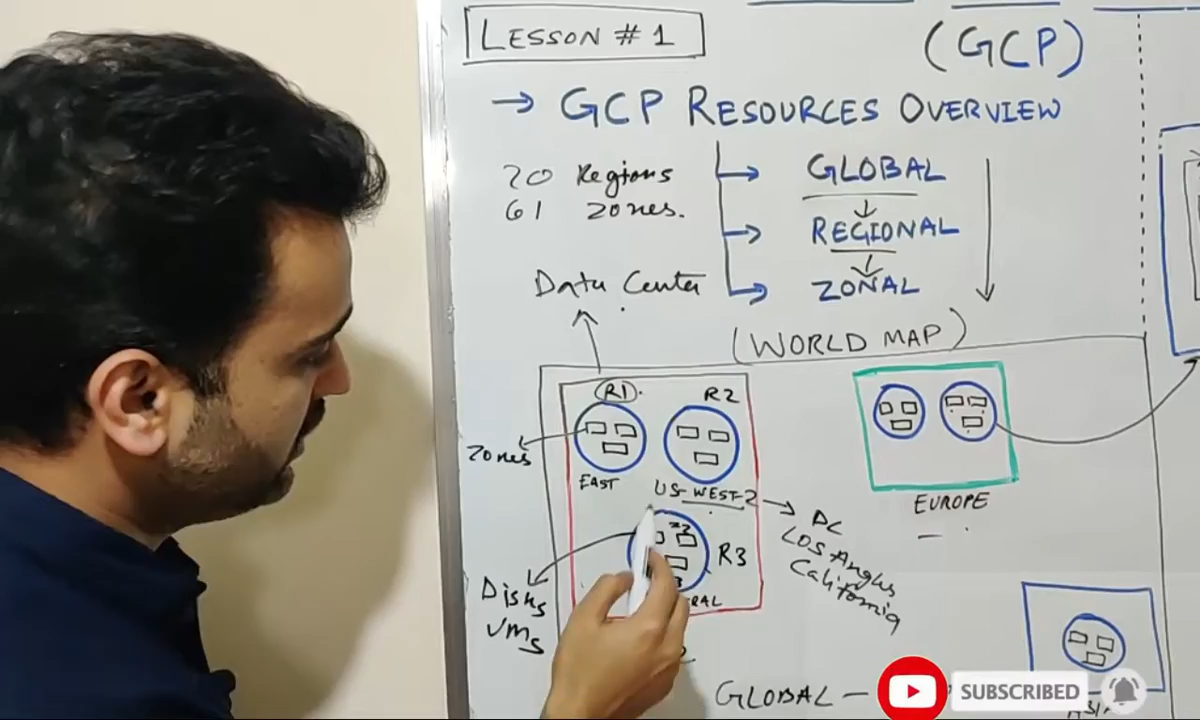 LESSON # 1
(GCP)
→ GCP RESOURCES OVERVIEW
20 Regions
61 Zones.
GLOBAL
REGIONAL
ZONAL
Data Center
(WORLD MAP)
R1
R2
Zones
EAST
US-WEST-2
EUROPE
DC
LOS Angles
California
R3
Disks
VMs
GLOBAL –
SUBSCRIBED